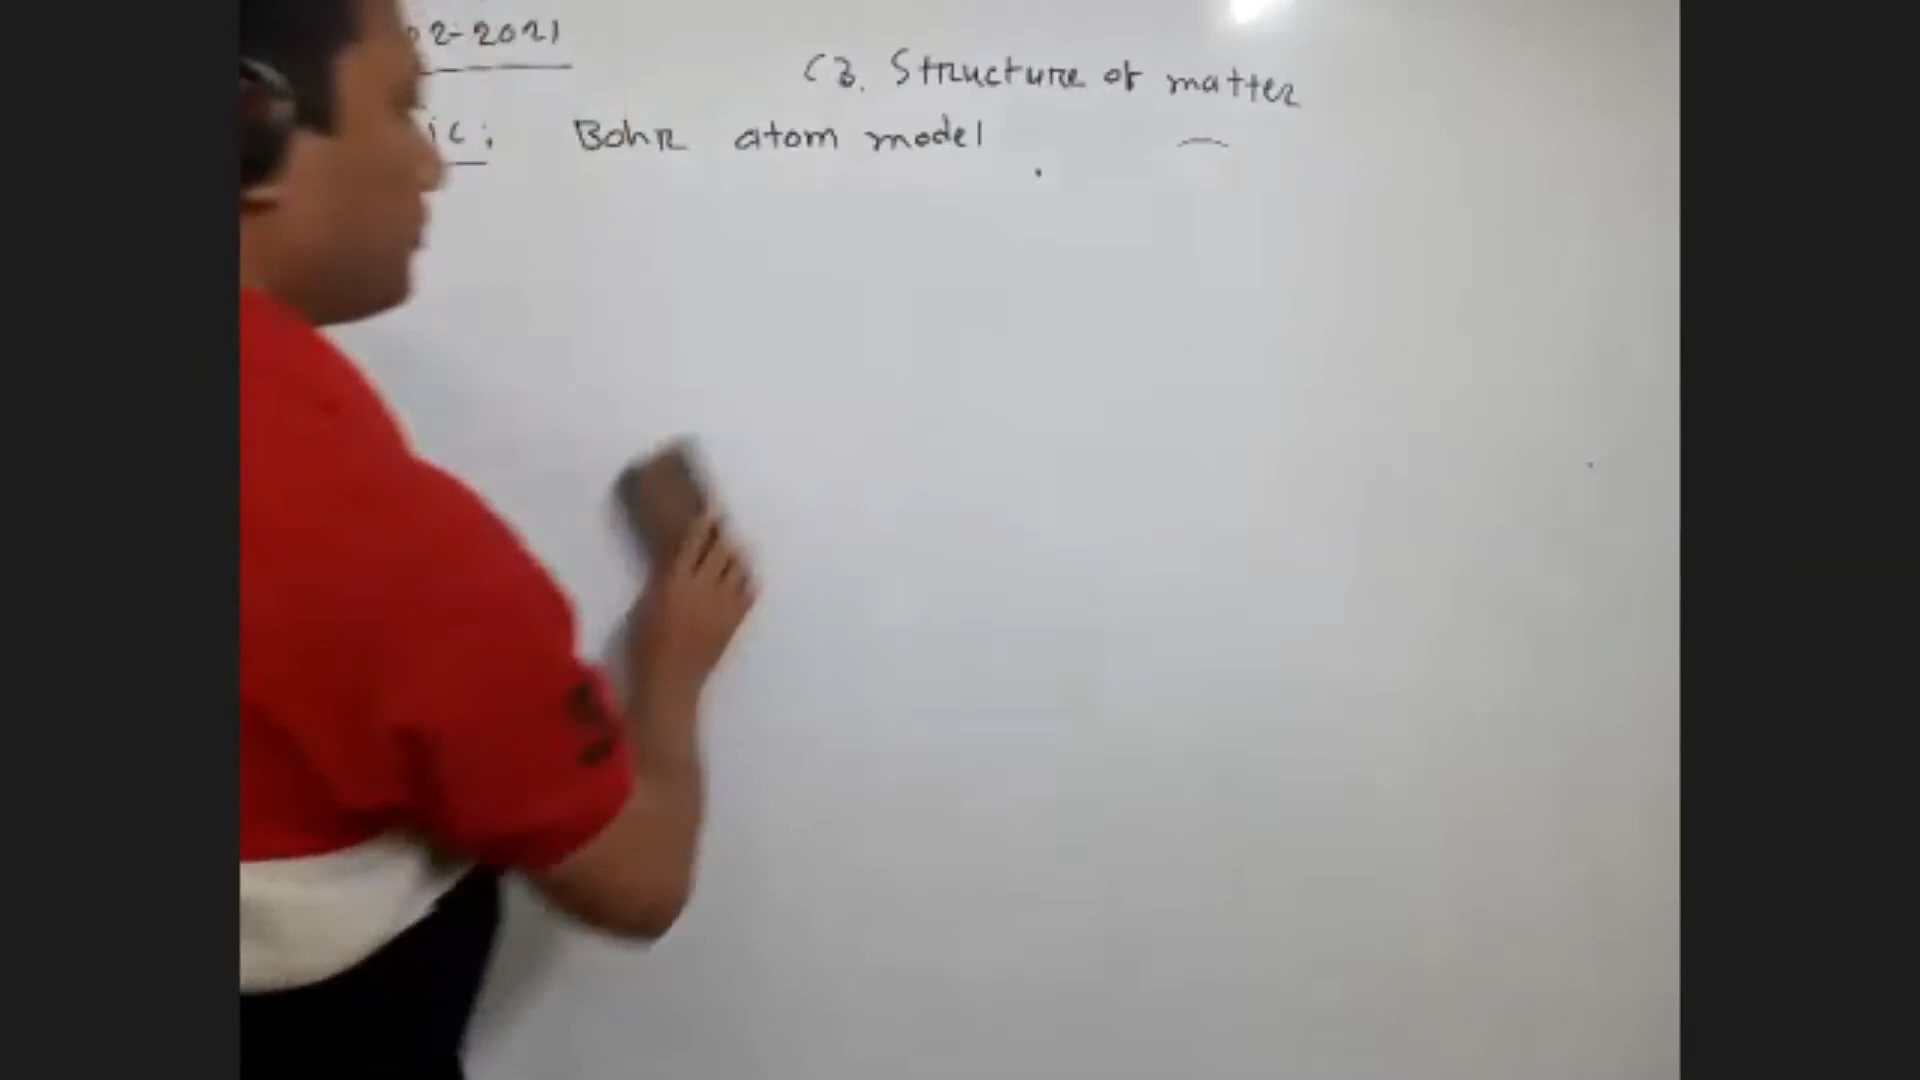 02-2021
C3. Structure of matter
ic: Bohr atom model